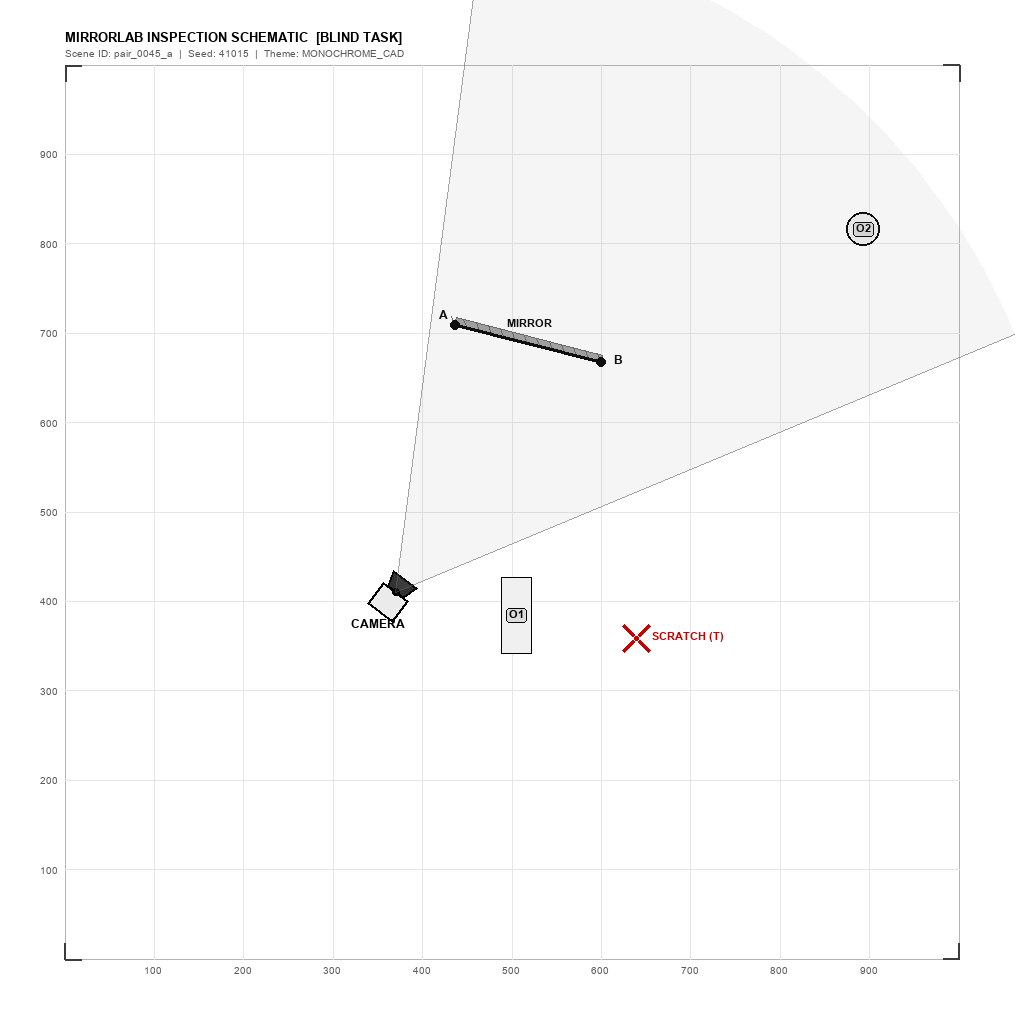 MIRRORLAB INSPECTION SCHEMATIC [BLIND TASK]
Scene ID: pair_0045_a | Seed: 41015 | Theme: MONOCHROME_CAD
900
800
O2
A
MIRROR
700
B
600
500
400
O1
CAMERA
SCRATCH (T)
300
200
100
100 200 300 400 500 600 700 800 900